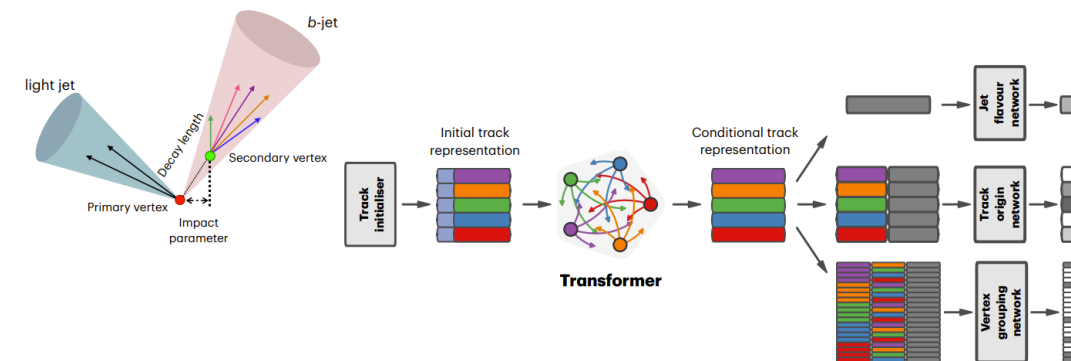 b-jet
light jet
Decay length
Secondary vertex
Primary vertex
Impact
parameter
Track
initialiser
Initial track
representation
Transformer
Conditional track
representation
Jet
flavour
network
Track
origin
network
Vertex
grouping
network